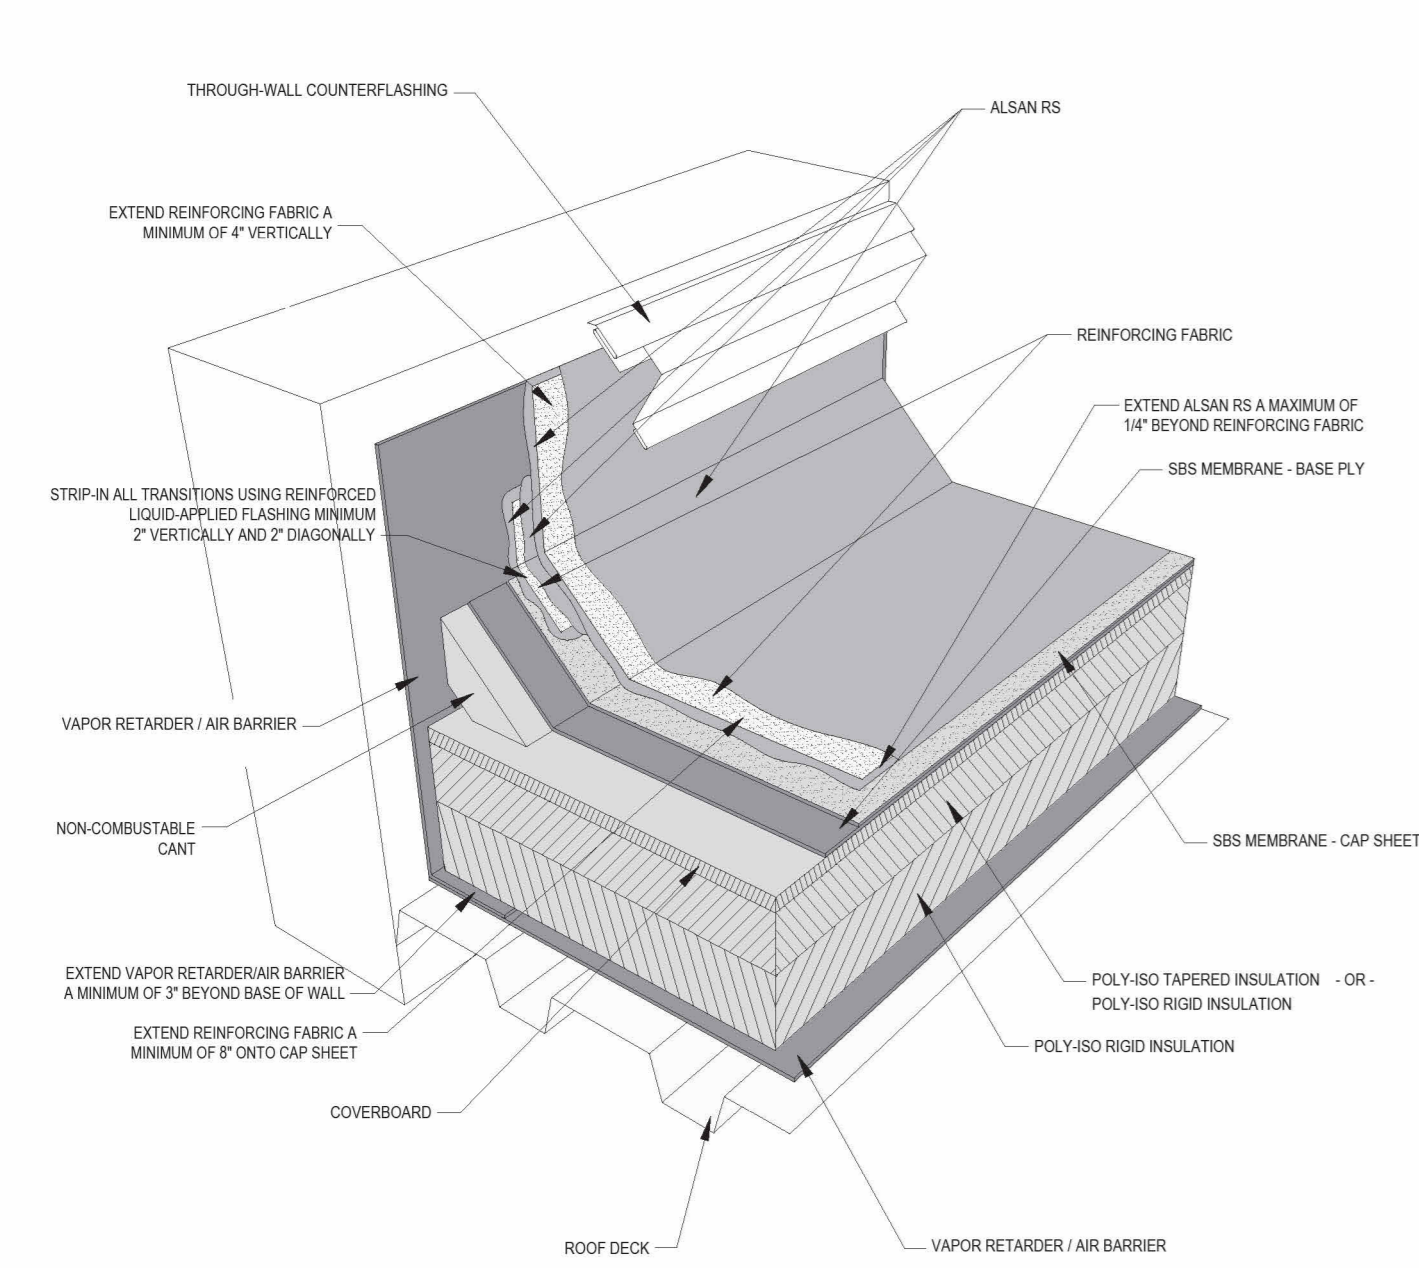 THROUGH-WALL COUNTERFLASHING
ALSAN RS
EXTEND REINFORCING FABRIC A
MINIMUM OF 4" VERTICALLY
REINFORCING FABRIC
EXTEND ALSAN RS A MAXIMUM OF
1/4" BEYOND REINFORCING FABRIC
SBS MEMBRANE - BASE PLY
STRIP-IN ALL TRANSITIONS USING REINFORCED
LIQUID-APPLIED FLASHING MINIMUM
2" VERTICALLY AND 2" DIAGONALLY
VAPOR RETARDER / AIR BARRIER
NON-COMBUSTABLE
CANT
SBS MEMBRANE - CAP SHEET
EXTEND VAPOR RETARDER/AIR BARRIER
A MINIMUM OF 3" BEYOND BASE OF WALL
POLY-ISO TAPERED INSULATION - OR -
POLY-ISO RIGID INSULATION
EXTEND REINFORCING FABRIC A
MINIMUM OF 8" ONTO CAP SHEET
POLY-ISO RIGID INSULATION
COVERBOARD
ROOF DECK
VAPOR RETARDER / AIR BARRIER